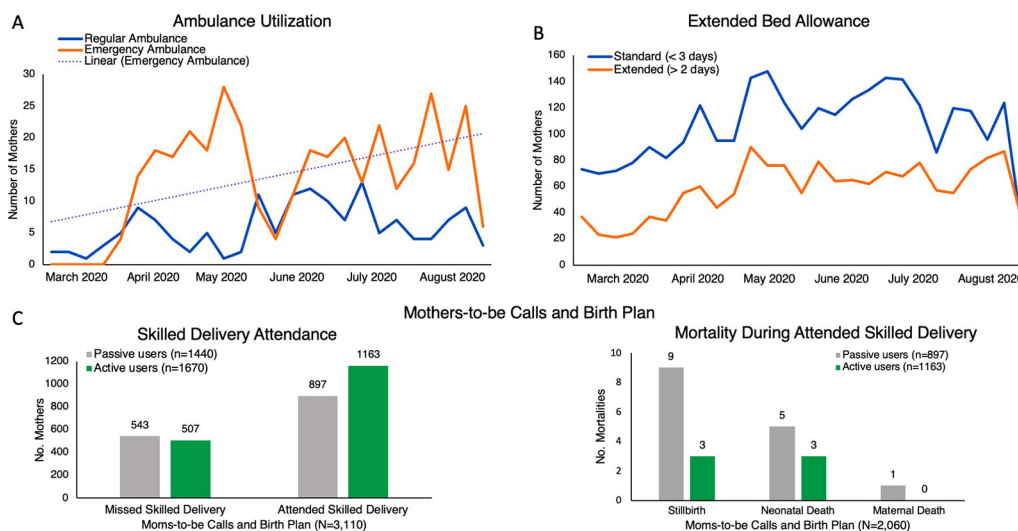 A
Ambulance Utilization
Regular Ambulance
Emergency Ambulance
Linear (Emergency Ambulance)
Number of Mothers
30
25
20
15
10
5
0
March 2020 April 2020 May 2020 June 2020 July 2020 August 2020
B
Extended Bed Allowance
Standard (< 3 days)
Extended (> 2 days)
Number of Mothers
160
140
120
100
80
60
40
20
0
March 2020 April 2020 May 2020 June 2020 July 2020 August 2020
C
Mothers-to-be Calls and Birth Plan
Skilled Delivery Attendance
Passive users (n=1440)
Active users (n=1670)
No. Mothers
1200
1000
800
600
400
200
0
543
507
897
1163
Missed Skilled Delivery Attended Skilled Delivery
Moms-to-be Calls and Birth Plan (N=3,110)
Mortality During Attended Skilled Delivery
Passive users (n=897)
Active users (n=1163)
No. Mortalities
10
8
6
4
2
0
9
3
5
3
1
0
Stillbirth Neonatal Death Maternal Death
Moms-to-be Calls and Birth Plan (N=2,060)